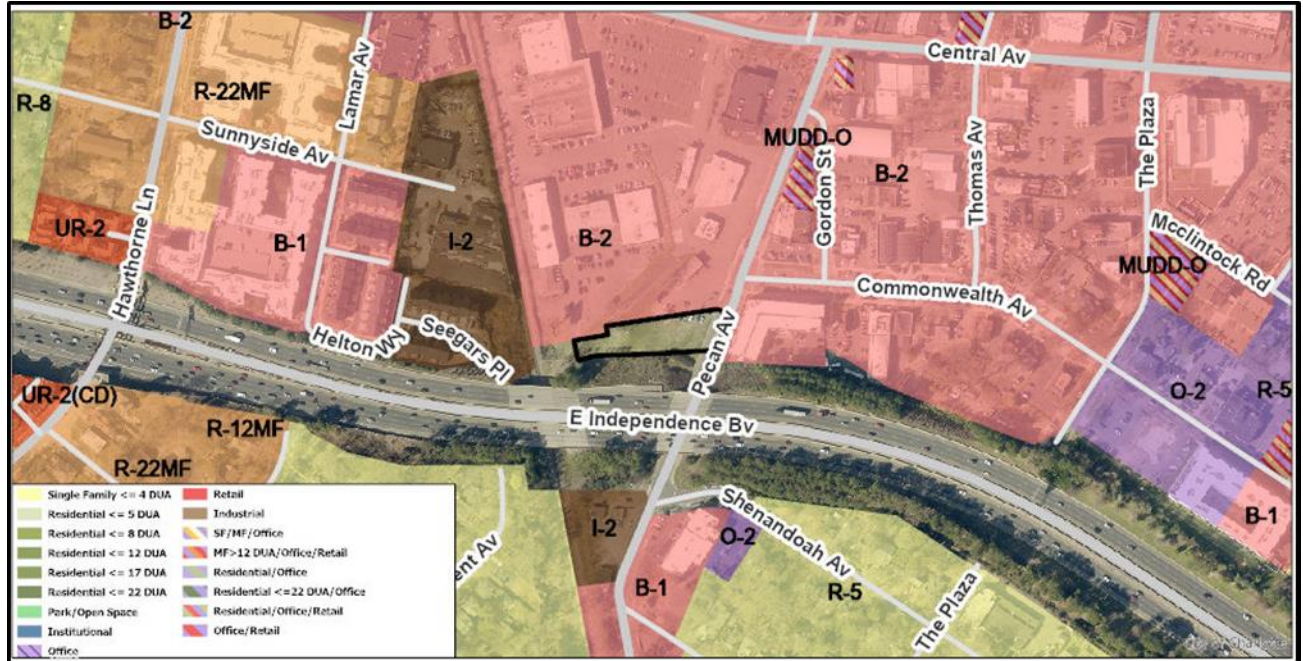 B-2
Central Av
R-22MF
Lamar Av
R-8
Sunnyside Av
MUDD-O
Gordon St
B-2
Thomas Av
The Plaza
Mcclintock Rd
UR-2
Hawthorne Ln
B-1
I-2
B-2
MUDD-O
Commonwealth Av
Helton Wy
Seegars Pl
Pecan Av
O-2
R-5
UR-2(CD)
E Independence Bv
R-12MF
R-22MF
B-1
I-2
O-2
Shenandoah Av
B-1
R-5
The Plaza
ent Av
Single Family <= 4 DUA
Residential <= 5 DUA
Residential <= 8 DUA
Residential <= 12 DUA
Residential <= 17 DUA
Residential <= 22 DUA
Park/Open Space
Institutional
Office
Retail
Industrial
SF/MF/Office
MF>12 DUA/Office/Retail
Residential/Office
Residential <=22 DUA/Office
Residential/Office/Retail
Office/Retail